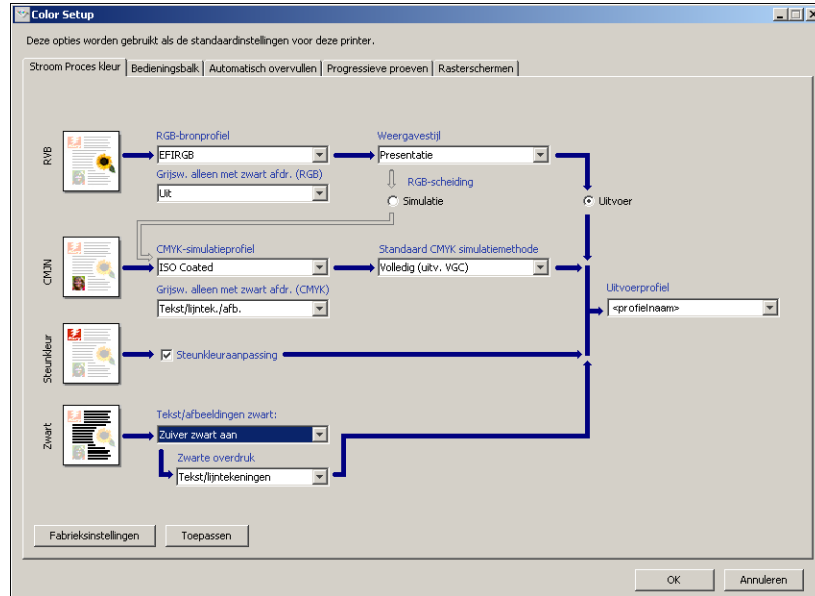 Color Setup
Deze opties worden gebruikt als de standaardinstellingen voor deze printer.
Stroom Proces kleur
Bedieningsbalk
Automatisch overvullen
Progressieve proeven
Rasterschermen
RVB
RGB-bronprofiel
EFIRGB
Weergavestijl
Presentatie
Grijsw. alleen met zwart afdr. (RGB)
Uit
RGB-scheiding
Simulatie
Uitvoer
CMJN
CMYK-simulatieprofiel
ISO Coated
Standaard CMYK simulatiemethode
Volledig (uitv. VGC)
Grijsw. alleen met zwart afdr. (CMYK)
Tekst/lijntek./afb.
Uitvoerprofiel
<profielnaam>
Steunkleur
Steunkleuraanpassing
Zwart
Tekst/afbeeldingen zwart:
Zuiver zwart aan
Zwarte overdruk
Tekst/lijntekeningen
Fabrieksinstellingen
Toepassen
OK
Annuleren